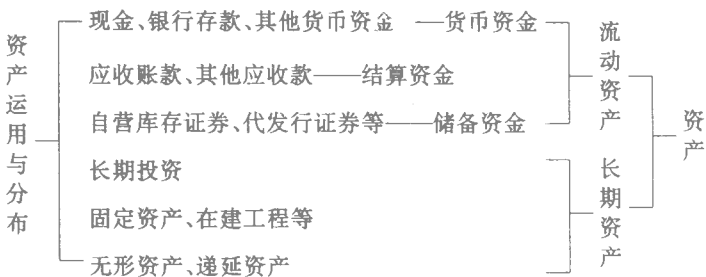 资产运用与分布
现金、银行存款、其他货币资金——货币资金
应收账款、其他应收款——结算资金
自营库存证券、代发行证券等——储备资金
长期投资
固定资产、在建工程等
无形资产、递延资产
流动资产
长期资产
资产